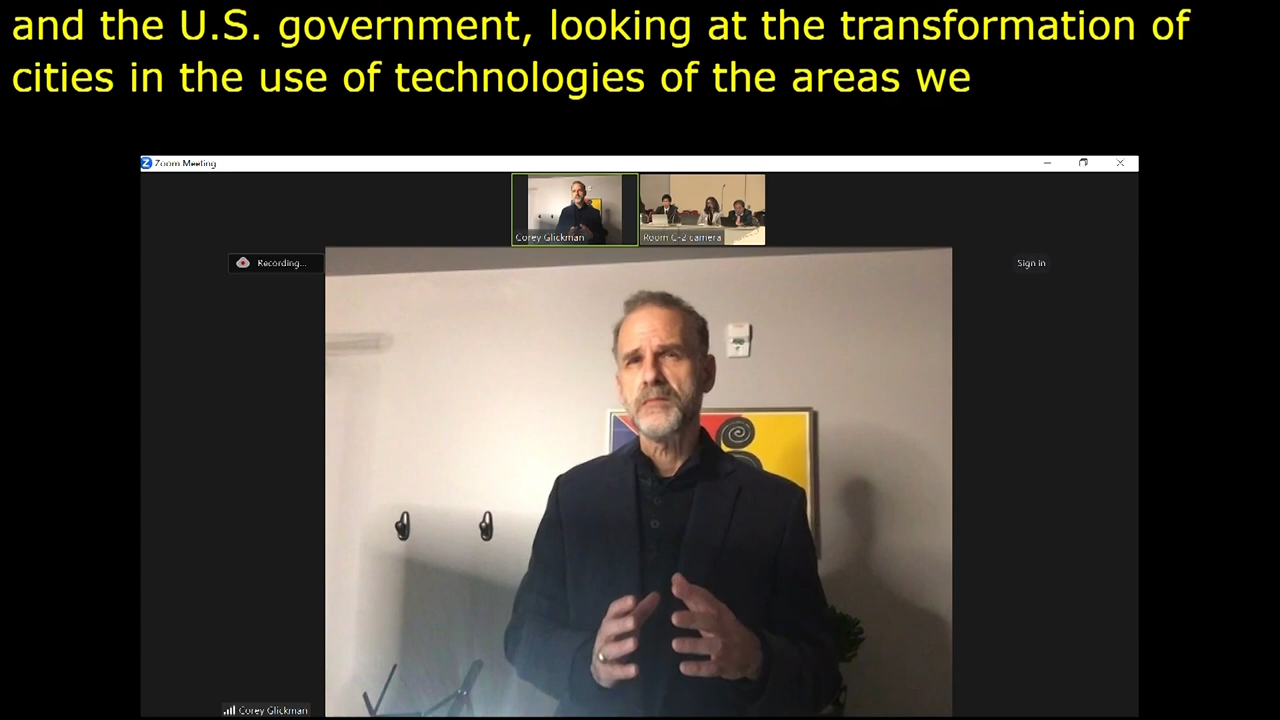 and the U.S. government, looking at the transformation of
cities in the use of technologies of the areas we
Zoom Meeting
Corey Glickman
Room C-2 camera
Recording...
Sign in
Corey Glickman